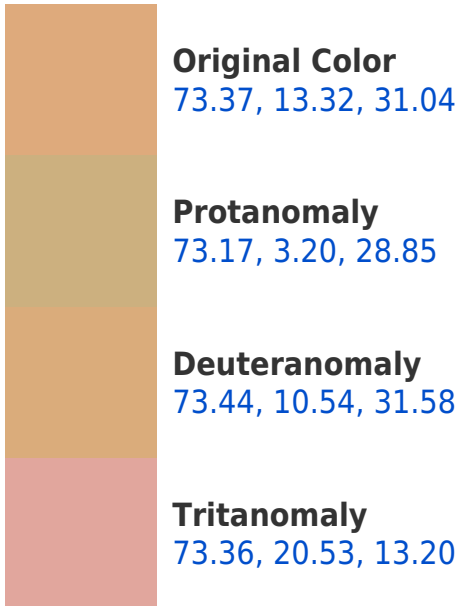 Original Color
73.37, 13.32, 31.04
Protanomaly
73.17, 3.20, 28.85
Deuteranomaly
73.44, 10.54, 31.58
Tritanomaly
73.36, 20.53, 13.20